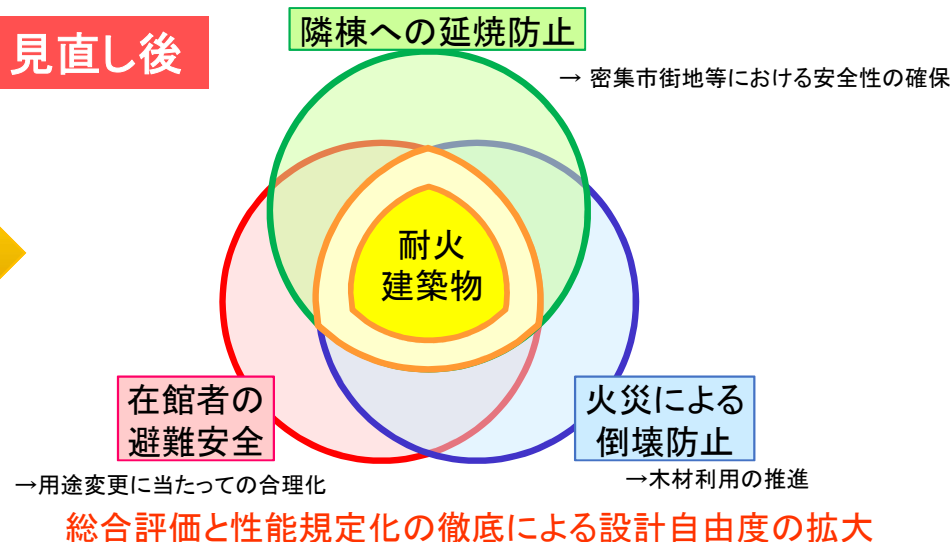 見直し後
隣棟への延焼防止
→ 密集市街地等における安全性の確保
耐火
建築物
在館者の
避難安全
→用途変更に当たっての合理化
火災による
倒壊防止
→木材利用の推進
総合評価と性能規定化の徹底による設計自由度の拡大